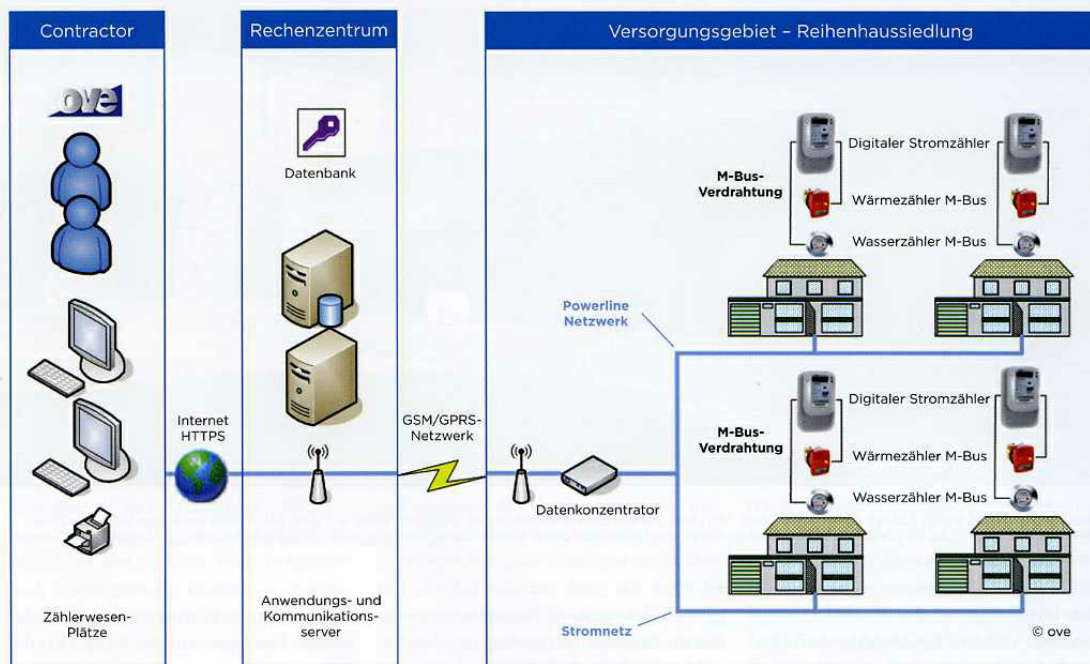 Contractor
Rechenzentrum
Versorgungsgebiet – Reihenhaussiedlung
ove
Datenbank
Digitaler Stromzähler
M-Bus-
Verdrahtung
Wärmezähler M-Bus
Wasserzähler M-Bus
Powerline
Netzwerk
Internet
HTTPS
GSM/GPRS-
Netzwerk
Datenkonzentrator
Digitaler Stromzähler
M-Bus-
Verdrahtung
Wärmezähler M-Bus
Wasserzähler M-Bus
Zählerwesen-
Plätze
Anwendungs- und
Kommunikations-
server
Stromnetz
© ove